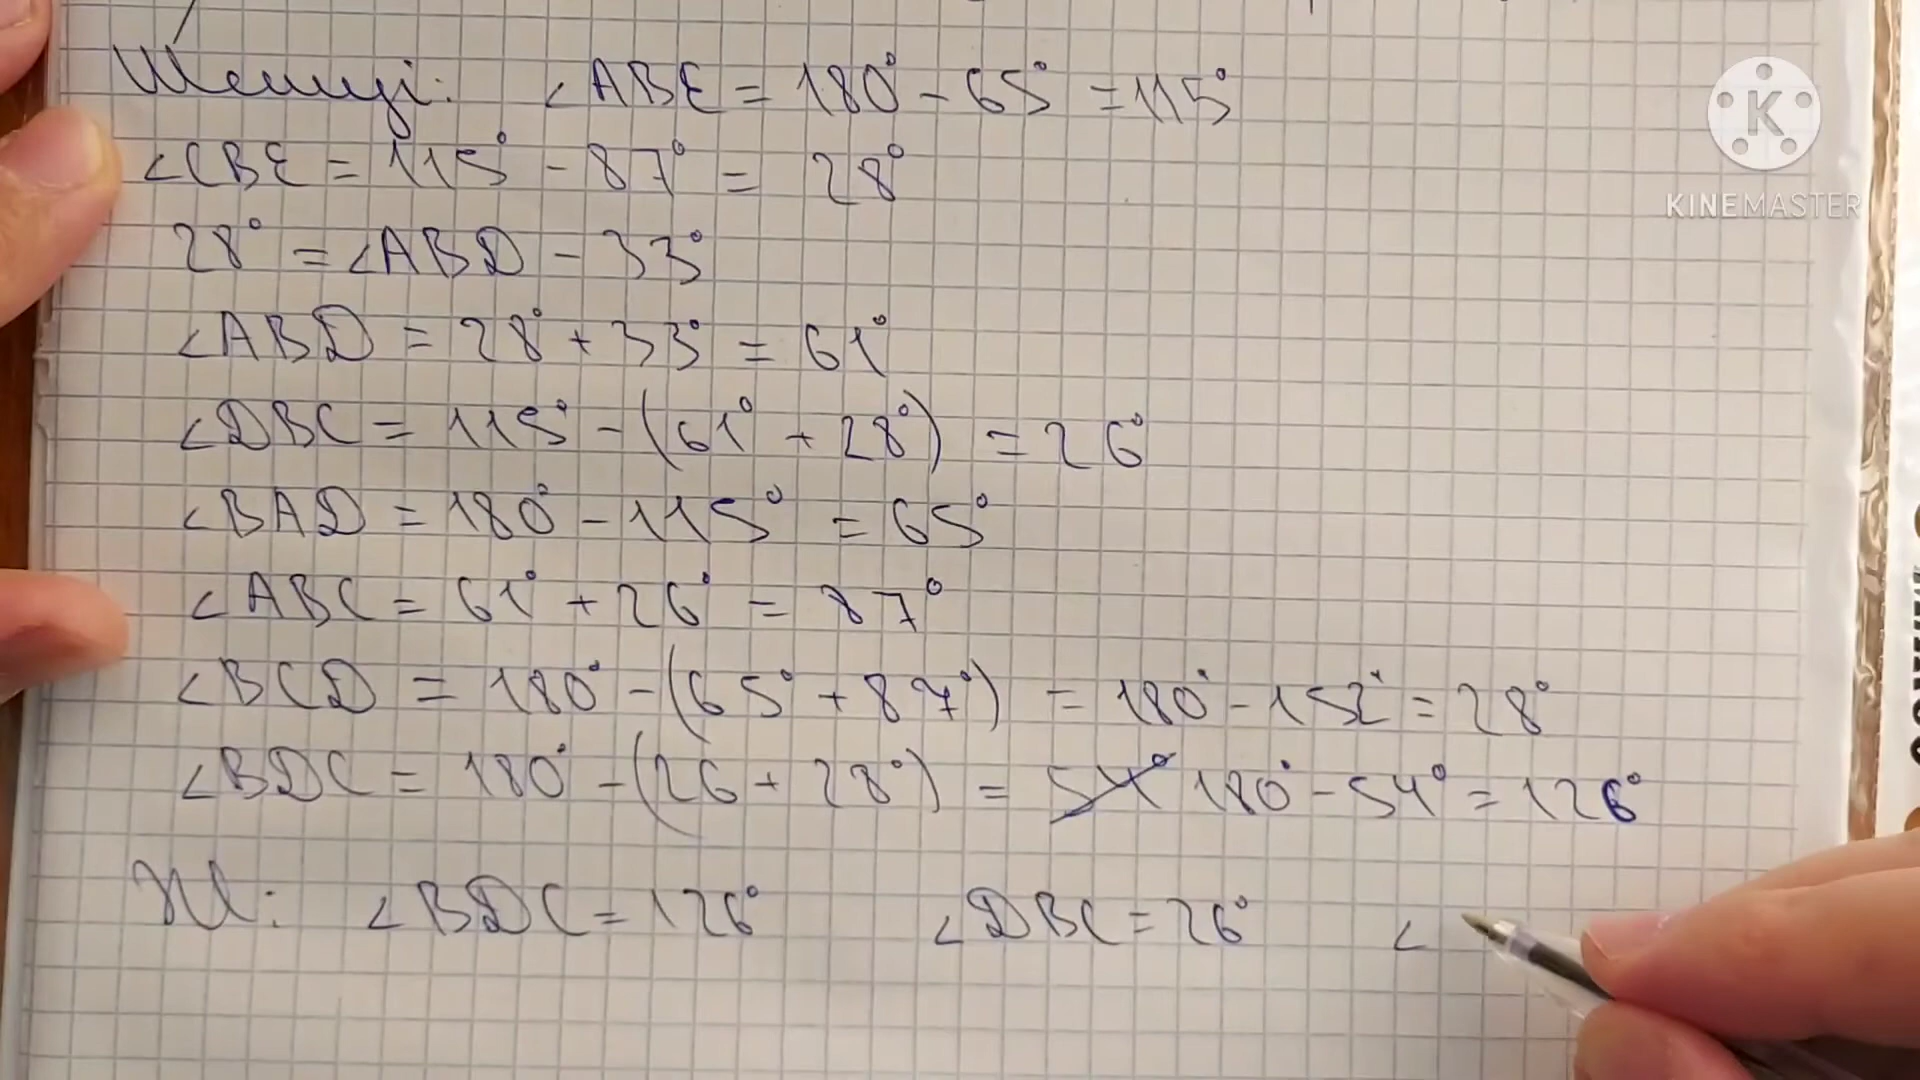 Шешуі: ∠ABE = 180° - 65° = 115°
∠CBE = 115° - 87° = 28°
28° = ∠ABD - 33°
∠ABD = 28° + 33° = 61°
∠DBC = 115° - (61° + 28°) = 26°
∠BAD = 180° - 115° = 65°
∠ABC = 61° + 26° = 87°
∠BCD = 180° - (65° + 87°) = 180° - 152° = 28°
∠BDC = 180° - (26 + 28°) = 54° 180° - 54° = 126°
Ж: ∠BDC = 126° ∠DBC = 26° ∠
K
KINEMASTER